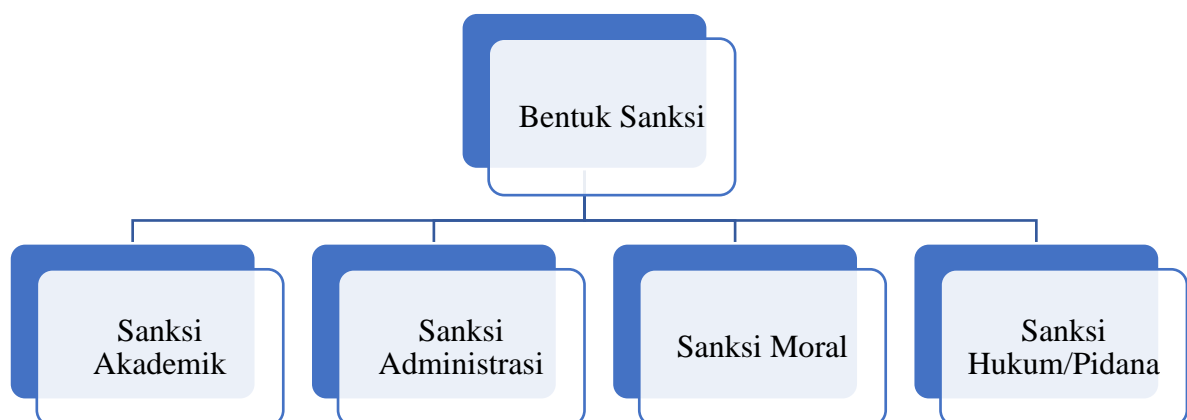 Bentuk Sanksi
Sanksi
Akademik
Sanksi
Administrasi
Sanksi Moral
Sanksi
Hukum/Pidana